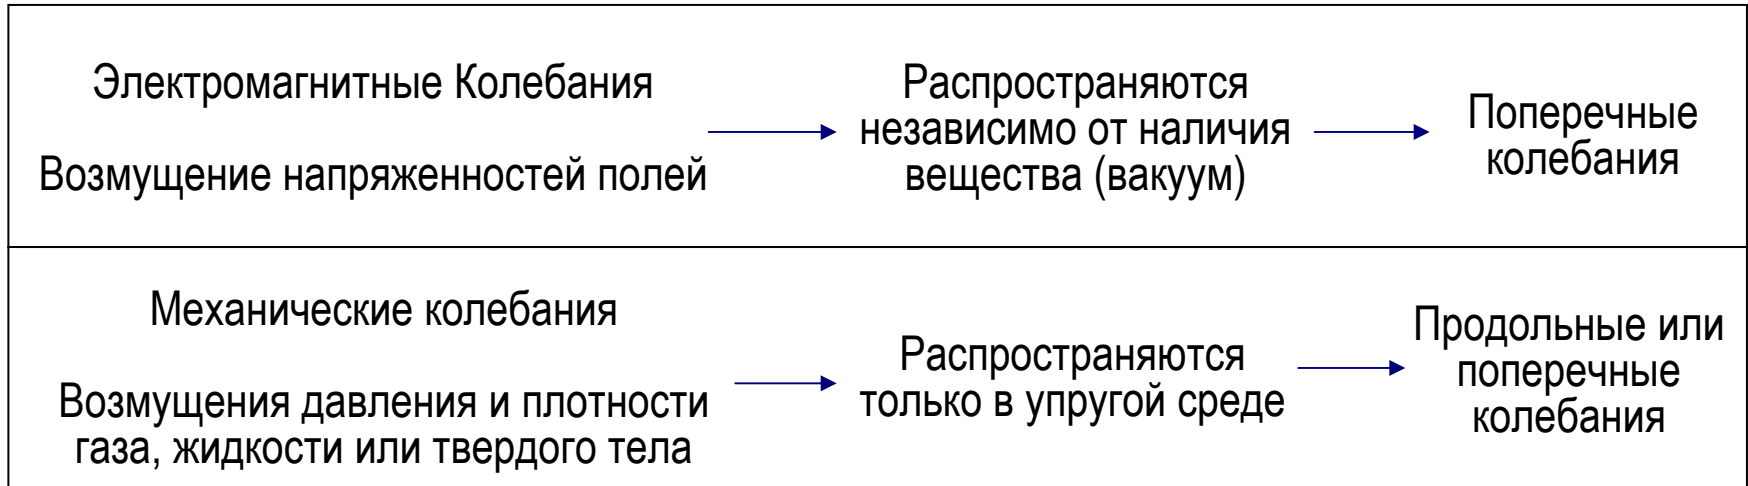 Электромагнитные Колебания
Возмущение напряженностей полей
Распространяются
независимо от наличия
вещества (вакуум)
Поперечные
колебания
Механические колебания
Возмущения давления и плотности
газа, жидкости или твердого тела
Распространяются
только в упругой среде
Продольные или
поперечные
колебания